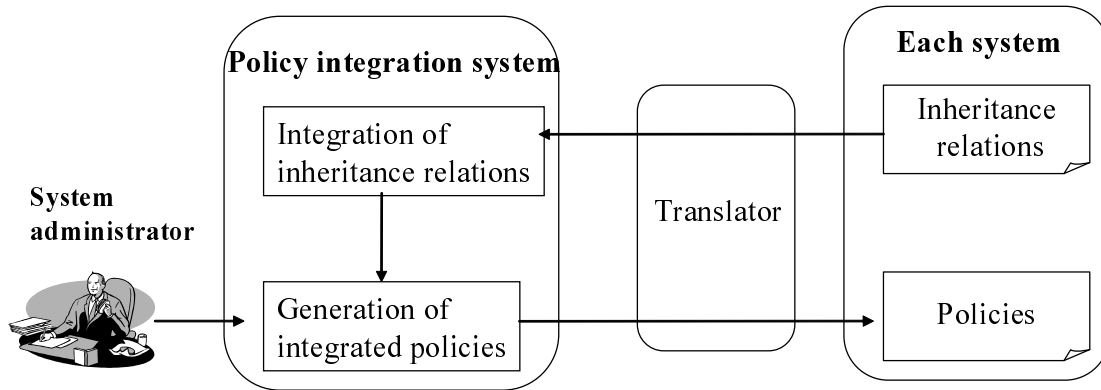 Policy integration system
Each system
Integration of
inheritance relations
Inheritance
relations
System
administrator
Translator
Generation of
integrated policies
Policies